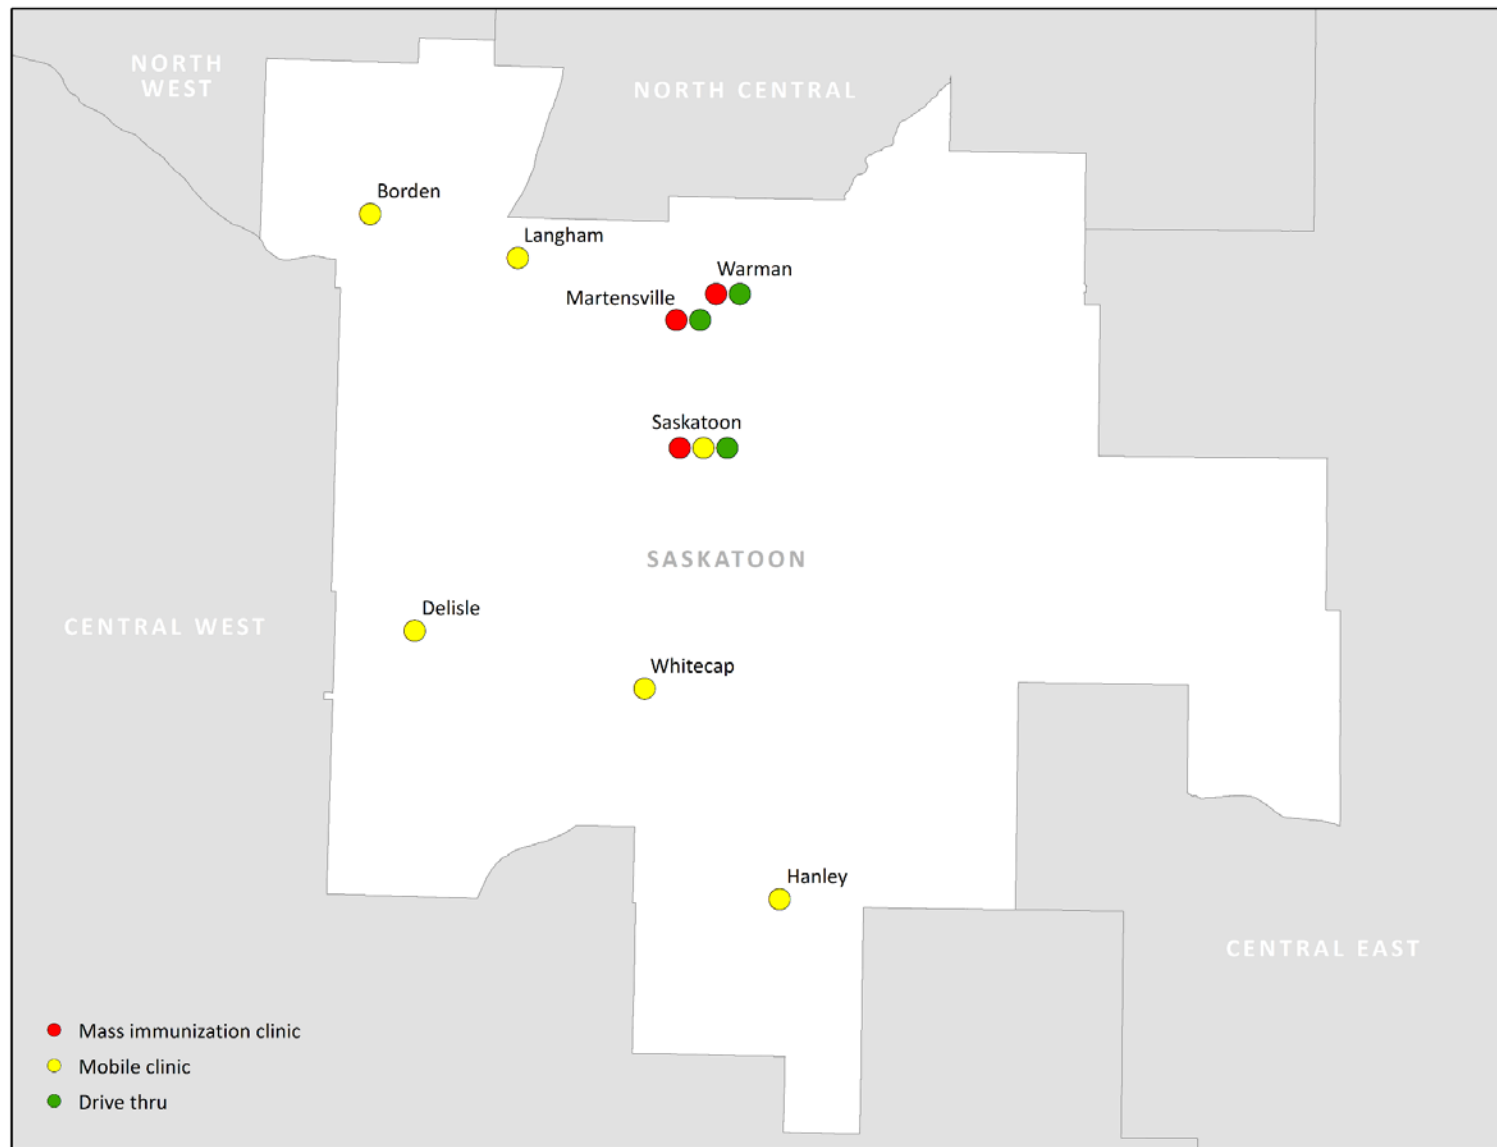 NORTH
WEST
NORTH CENTRAL
Borden
Langham
Warman
Martensville
Saskatoon
SASKATOON
Delisle
CENTRAL WEST
Whitecap
Hanley
CENTRAL EAST
Mass immunization clinic
Mobile clinic
Drive thru